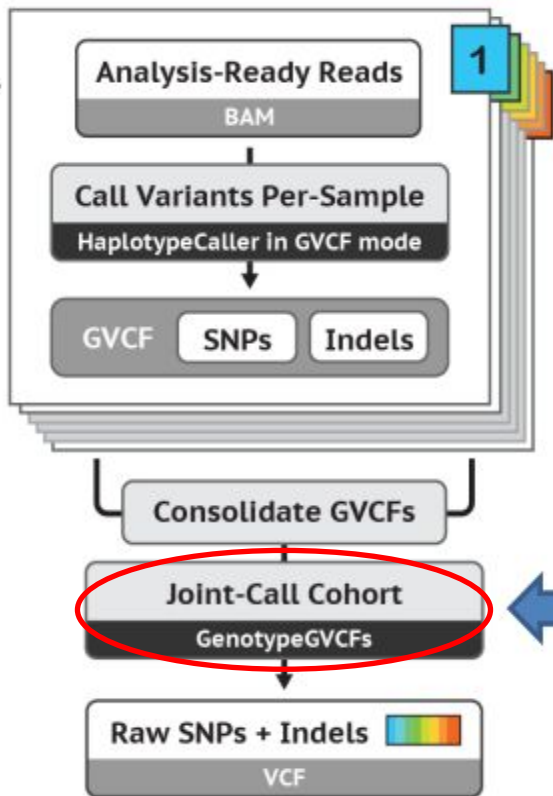 1
Analysis-Ready Reads
BAM
Call Variants Per-Sample
HaplotypeCaller in GVCF mode
GVCF SNPs Indels
Consolidate GVCFs
Joint-Call Cohort
GenotypeGVCFs
Raw SNPs + Indels
VCF